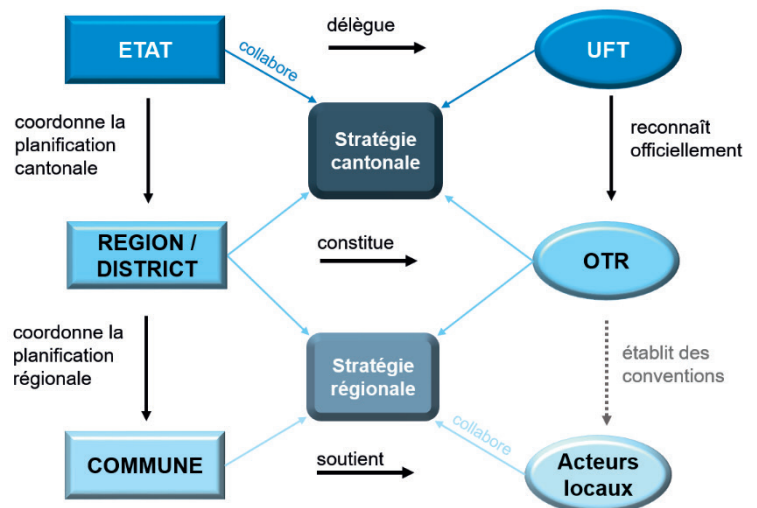 ETAT
délègue
UFT
collabore
coordonne la
planification
cantonale
Stratégie
cantonale
reconnaît
officiellement
REGION /
DISTRICT
constitue
OTR
coordonne la
planification
régionale
Stratégie
régionale
établit des
conventions
COMMUNE
soutient
collabore
Acteurs
locaux